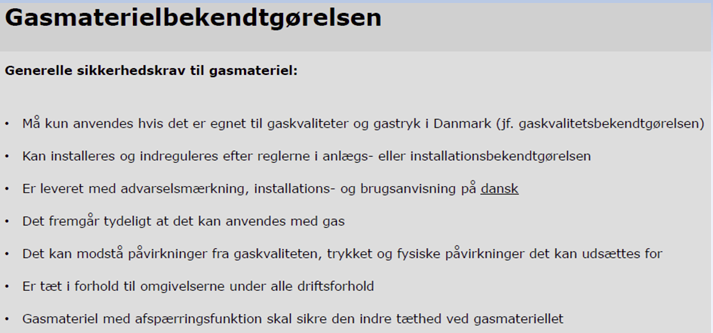 Gasmaterielbekendtgørelsen
Generelle sikkerhedskrav til gasmateriel:
• Må kun anvendes hvis det er egnet til gaskvaliteter og gastryk i Danmark (jf. gaskvalitetsbekendtgørelsen)
• Kan installeres og indreguleres efter reglerne i anlægs- eller installationsbekendtgørelsen
• Er leveret med advarselsmærkning, installations- og brugsanvisning på dansk
• Det fremgår tydeligt at det kan anvendes med gas
• Det kan modstå påvirkninger fra gaskvaliteten, trykket og fysiske påvirkninger det kan udsættes for
• Er tæt i forhold til omgivelserne under alle driftsforhold
• Gasmateriel med afspærringsfunktion skal sikre den indre tæthed ved gasmateriellet